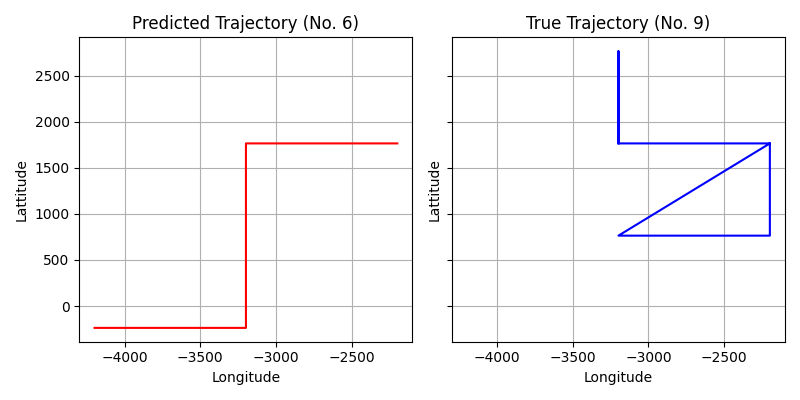 Predicted Trajectory (No. 6)
True Trajectory (No. 9)
2500
2000
1500
1000
500
0
Lattitude
Lattitude
−4000 −3500 −3000 −2500
−4000 −3500 −3000 −2500
Longitude
Longitude